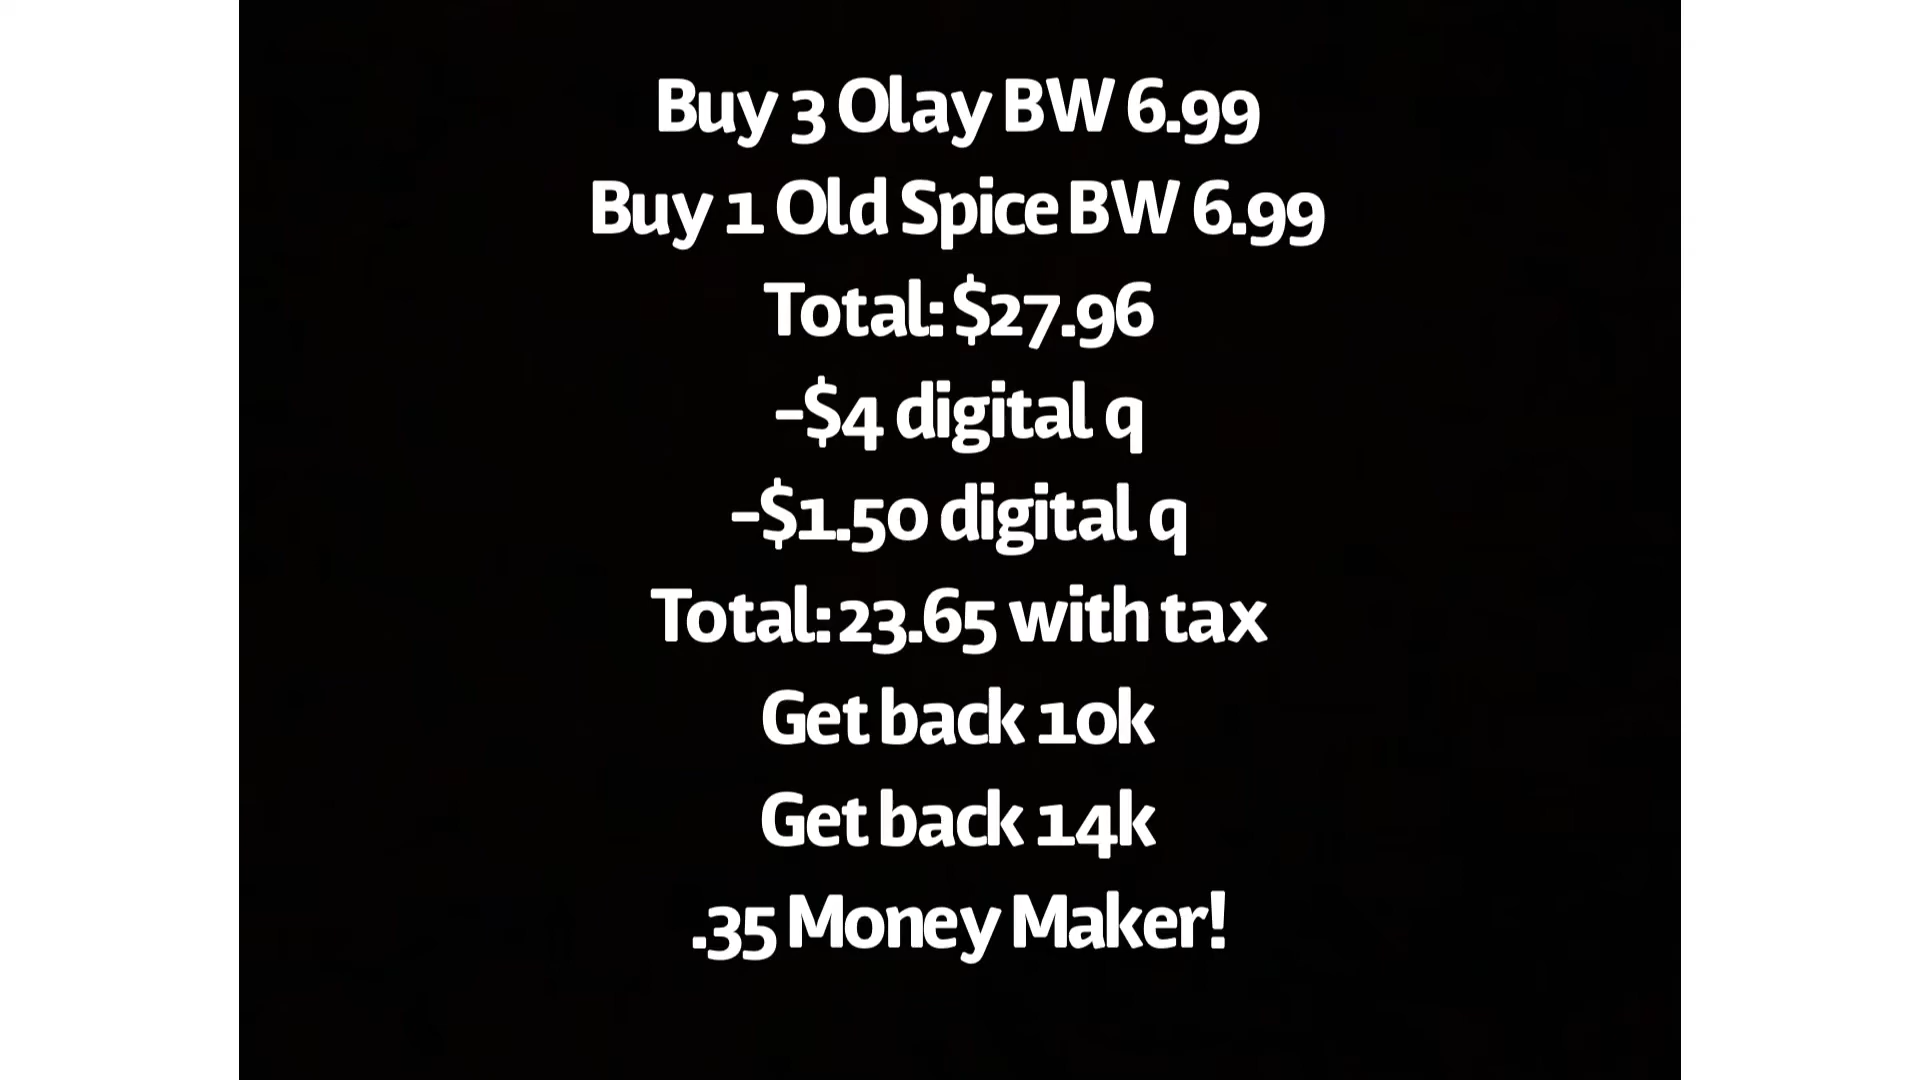 Buy 3 Olay BW 6.99
Buy 1 Old Spice BW 6.99
Total: $27.96
-$4 digital q
-$1.50 digital q
Total: 23.65 with tax
Get back 10k
Get back 14k
.35 Money Maker!